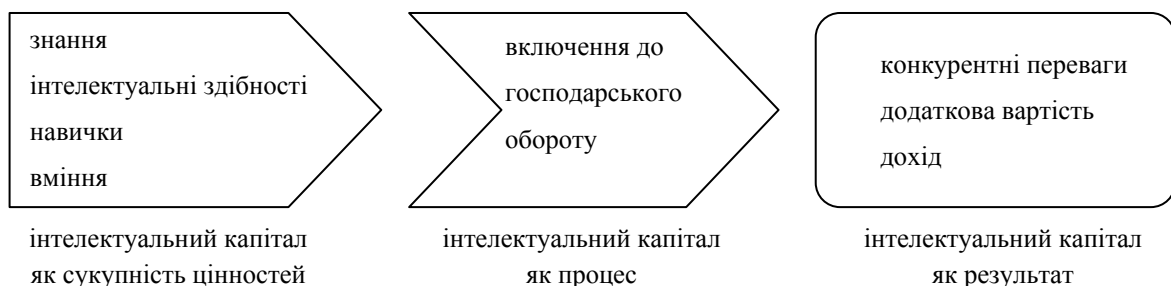 знання
інтелектуальні здібності
навички
вміння
включення до
господарського
обороту
конкурентні переваги
додаткова вартість
дохід
інтелектуальний капітал
як сукупність цінностей
інтелектуальний капітал
як процес
інтелектуальний капітал
як результат